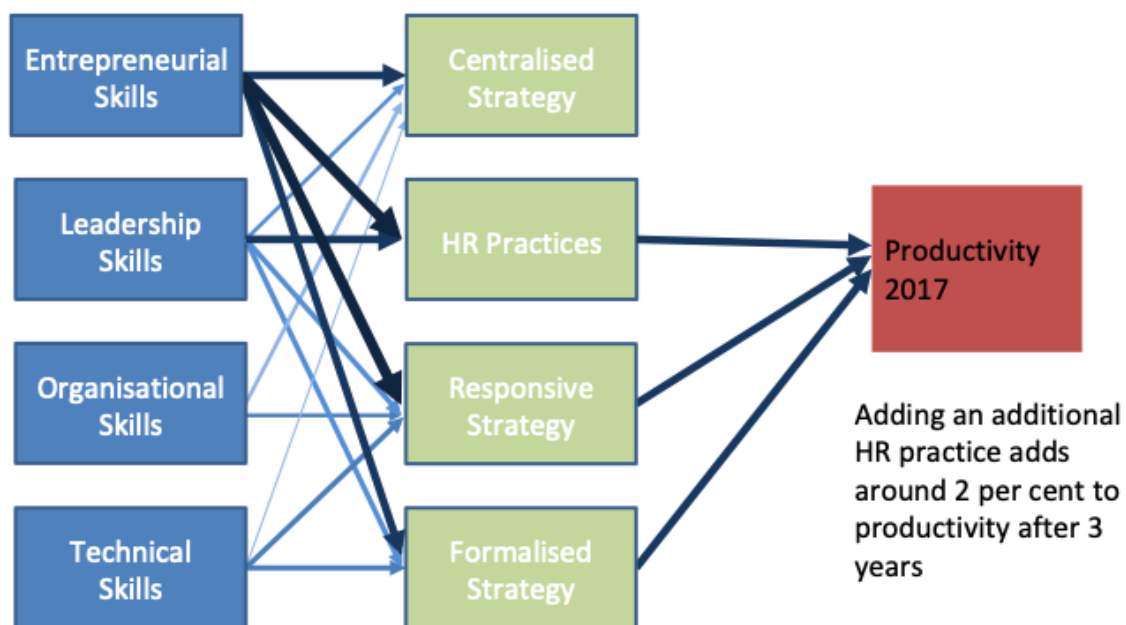 Entrepreneurial
Skills
Centralised
Strategy
Leadership
Skills
HR Practices
Productivity
2017
Organisational
Skills
Responsive
Strategy
Adding an additional
HR practice adds
around 2 per cent to
productivity after 3
years
Technical
Skills
Formalised
Strategy